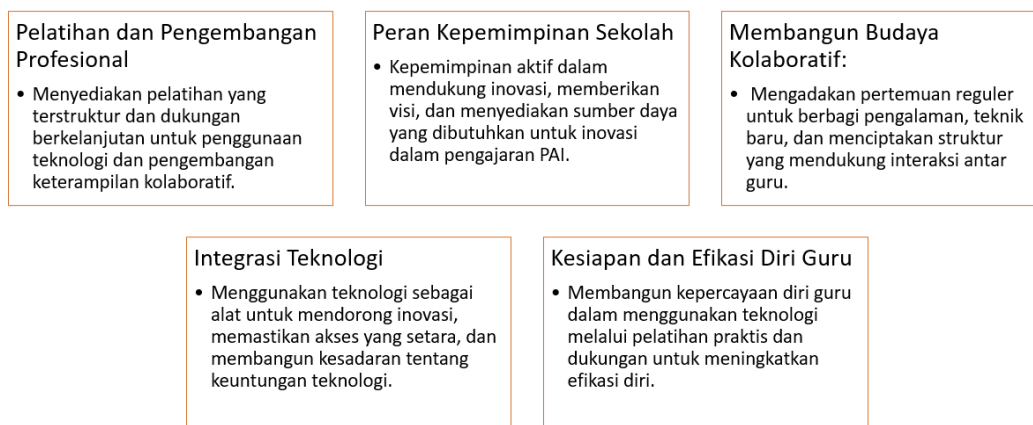 Pelatihan dan Pengembangan
Profesional
• Menyediakan pelatihan yang
terstruktur dan dukungan
berkelanjutan untuk penggunaan
teknologi dan pengembangan
keterampilan kolaboratif.
Peran Kepemimpinan Sekolah
• Kepemimpinan aktif dalam
mendukung inovasi, memberikan
visi, dan menyediakan sumber daya
yang dibutuhkan untuk inovasi
dalam pengajaran PAI.
Membangun Budaya
Kolaboratif:
• Mengadakan pertemuan reguler
untuk berbagi pengalaman, teknik
baru, dan menciptakan struktur
yang mendukung interaksi antar
guru.
Integrasi Teknologi
• Menggunakan teknologi sebagai
alat untuk mendorong inovasi,
memastikan akses yang setara, dan
membangun kesadaran tentang
keuntungan teknologi.
Kesiapan dan Efikasi Diri Guru
• Membangun kepercayaan diri guru
dalam menggunakan teknologi
melalui pelatihan praktis dan
dukungan untuk meningkatkan
efikasi diri.